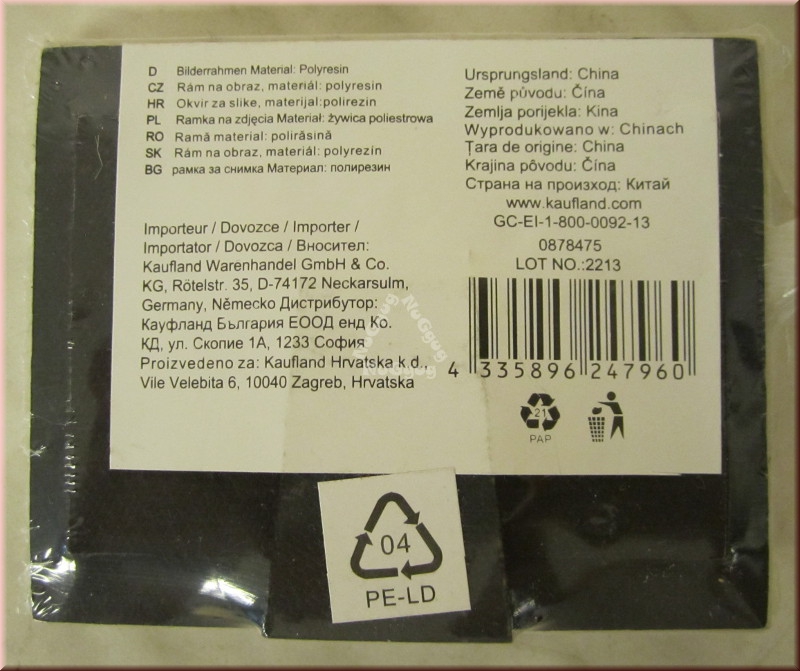 D Bilderrahmen Material: Polyresin
CZ Rám na obraz, materiál: polyresin
HR Okvir za slike, materijal:polirezin
PL Ramka na zdjęcia Materiał: żywica poliestrowa
RO Ramă material: polirăsină
SK Rám na obraz, materiál: polyrezín
BG рамка за снимка Материал: полирезин
Ursprungsland: China
Země původu: Čína
Zemlja porijekla: Kina
Wyprodukowano w: Chinach
Țara de origine: China
Krajina pôvodu: Čína
Страна на произход: Китай
www.kaufland.com
GC-EI-1-800-0092-13
0878475
LOT NO.:2213
Importeur / Dovozce / Importer /
Importator / Dovozca / Вносител:
Kaufland Warenhandel GmbH & Co.
KG, Rötelstr. 35, D-74172 Neckarsulm,
Germany, Německo Дистрибутор:
Кауфланд България ЕООД енд Ко.
КД, ул. Скопие 1А, 1233 София
Proizvedeno za: Kaufland Hrvatska k.d.,
Vile Velebita 6, 10040 Zagreb, Hrvatska
4 335896 247960
21
PAP
04
PE-LD
NuGgug
NuGgug
NuGgug